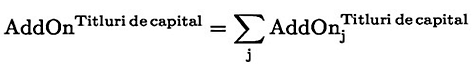 AddOn^Titluri de capital = ∑_j AddOn_j^Titluri de capital